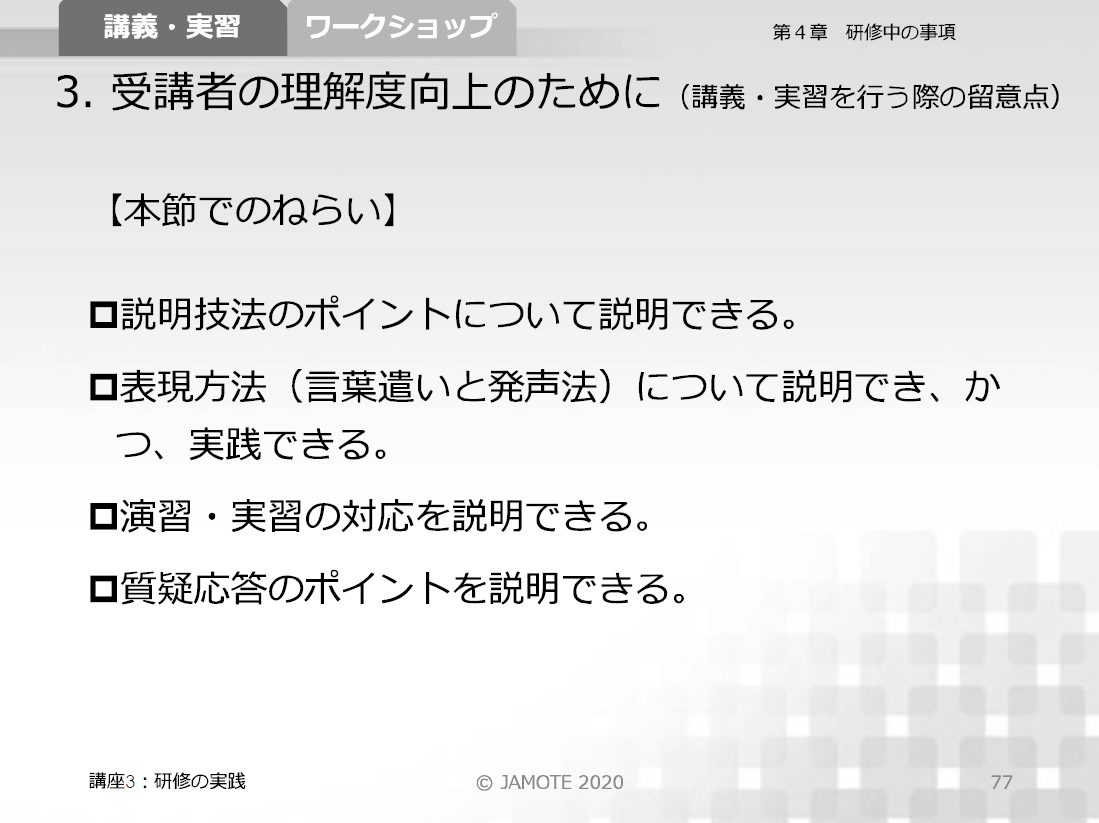 講義・実習
ワークショップ
第４章　研修中の事項
3. 受講者の理解度向上のために（講義・実習を行う際の留意点）
【本節でのねらい】
説明技法のポイントについて説明できる。
表現方法（言葉遣いと発声法）について説明でき、か
つ、実践できる。
演習・実習の対応を説明できる。
質疑応答のポイントを説明できる。
講座3：研修の実践
© JAMOTE 2020
77